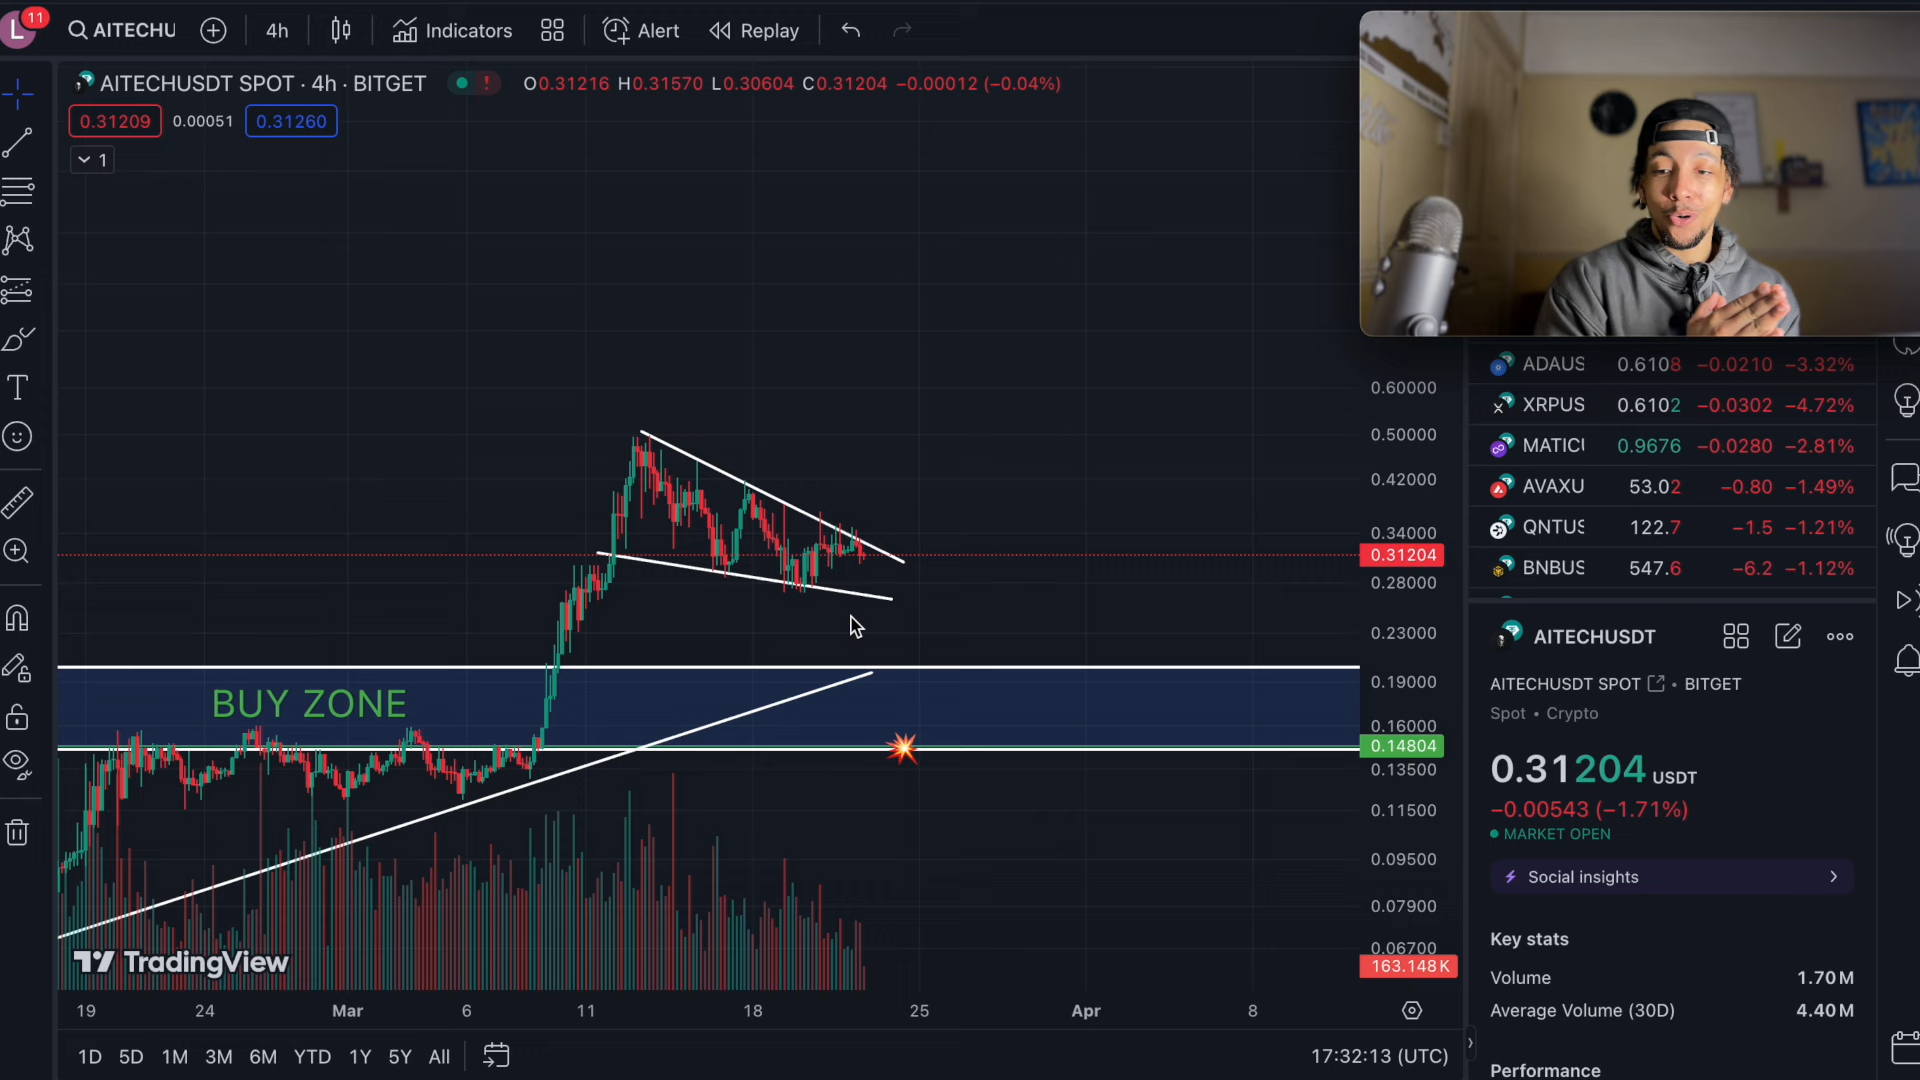 L
11
AITECHU
4h
Indicators
Alert
Replay
AITECHUSDT SPOT · 4h · BITGET
!
O0.31216 H0.31570 L0.30604 C0.31204 −0.00012 (−0.04%)
0.31209
0.00051
0.31260
1
BUY ZONE
0.60000
0.50000
0.42000
0.34000
0.31204
0.28000
0.23000
0.19000
0.16000
0.14804
0.13500
0.11500
0.09500
0.07900
0.06700
163.148K
TradingView
19
24
Mar
6
11
18
25
Apr
8
1D
5D
1M
3M
6M
YTD
1Y
5Y
All
17:32:13 (UTC)
ADAUS 0.6108 −0.0210 −3.32%
XRPUS 0.6102 −0.0302 −4.72%
MATICU 0.9676 −0.0280 −2.81%
AVAXU 53.02 −0.80 −1.49%
QNTUS 122.7 −1.5 −1.21%
BNBUS 547.6 −6.2 −1.12%
AITECHUSDT
AITECHUSDT SPOT • BITGET
Spot • Crypto
0.31204 USDT
−0.00543 (−1.71%)
MARKET OPEN
Social insights
Key stats
Volume 1.70M
Average Volume (30D) 4.40M
Performance